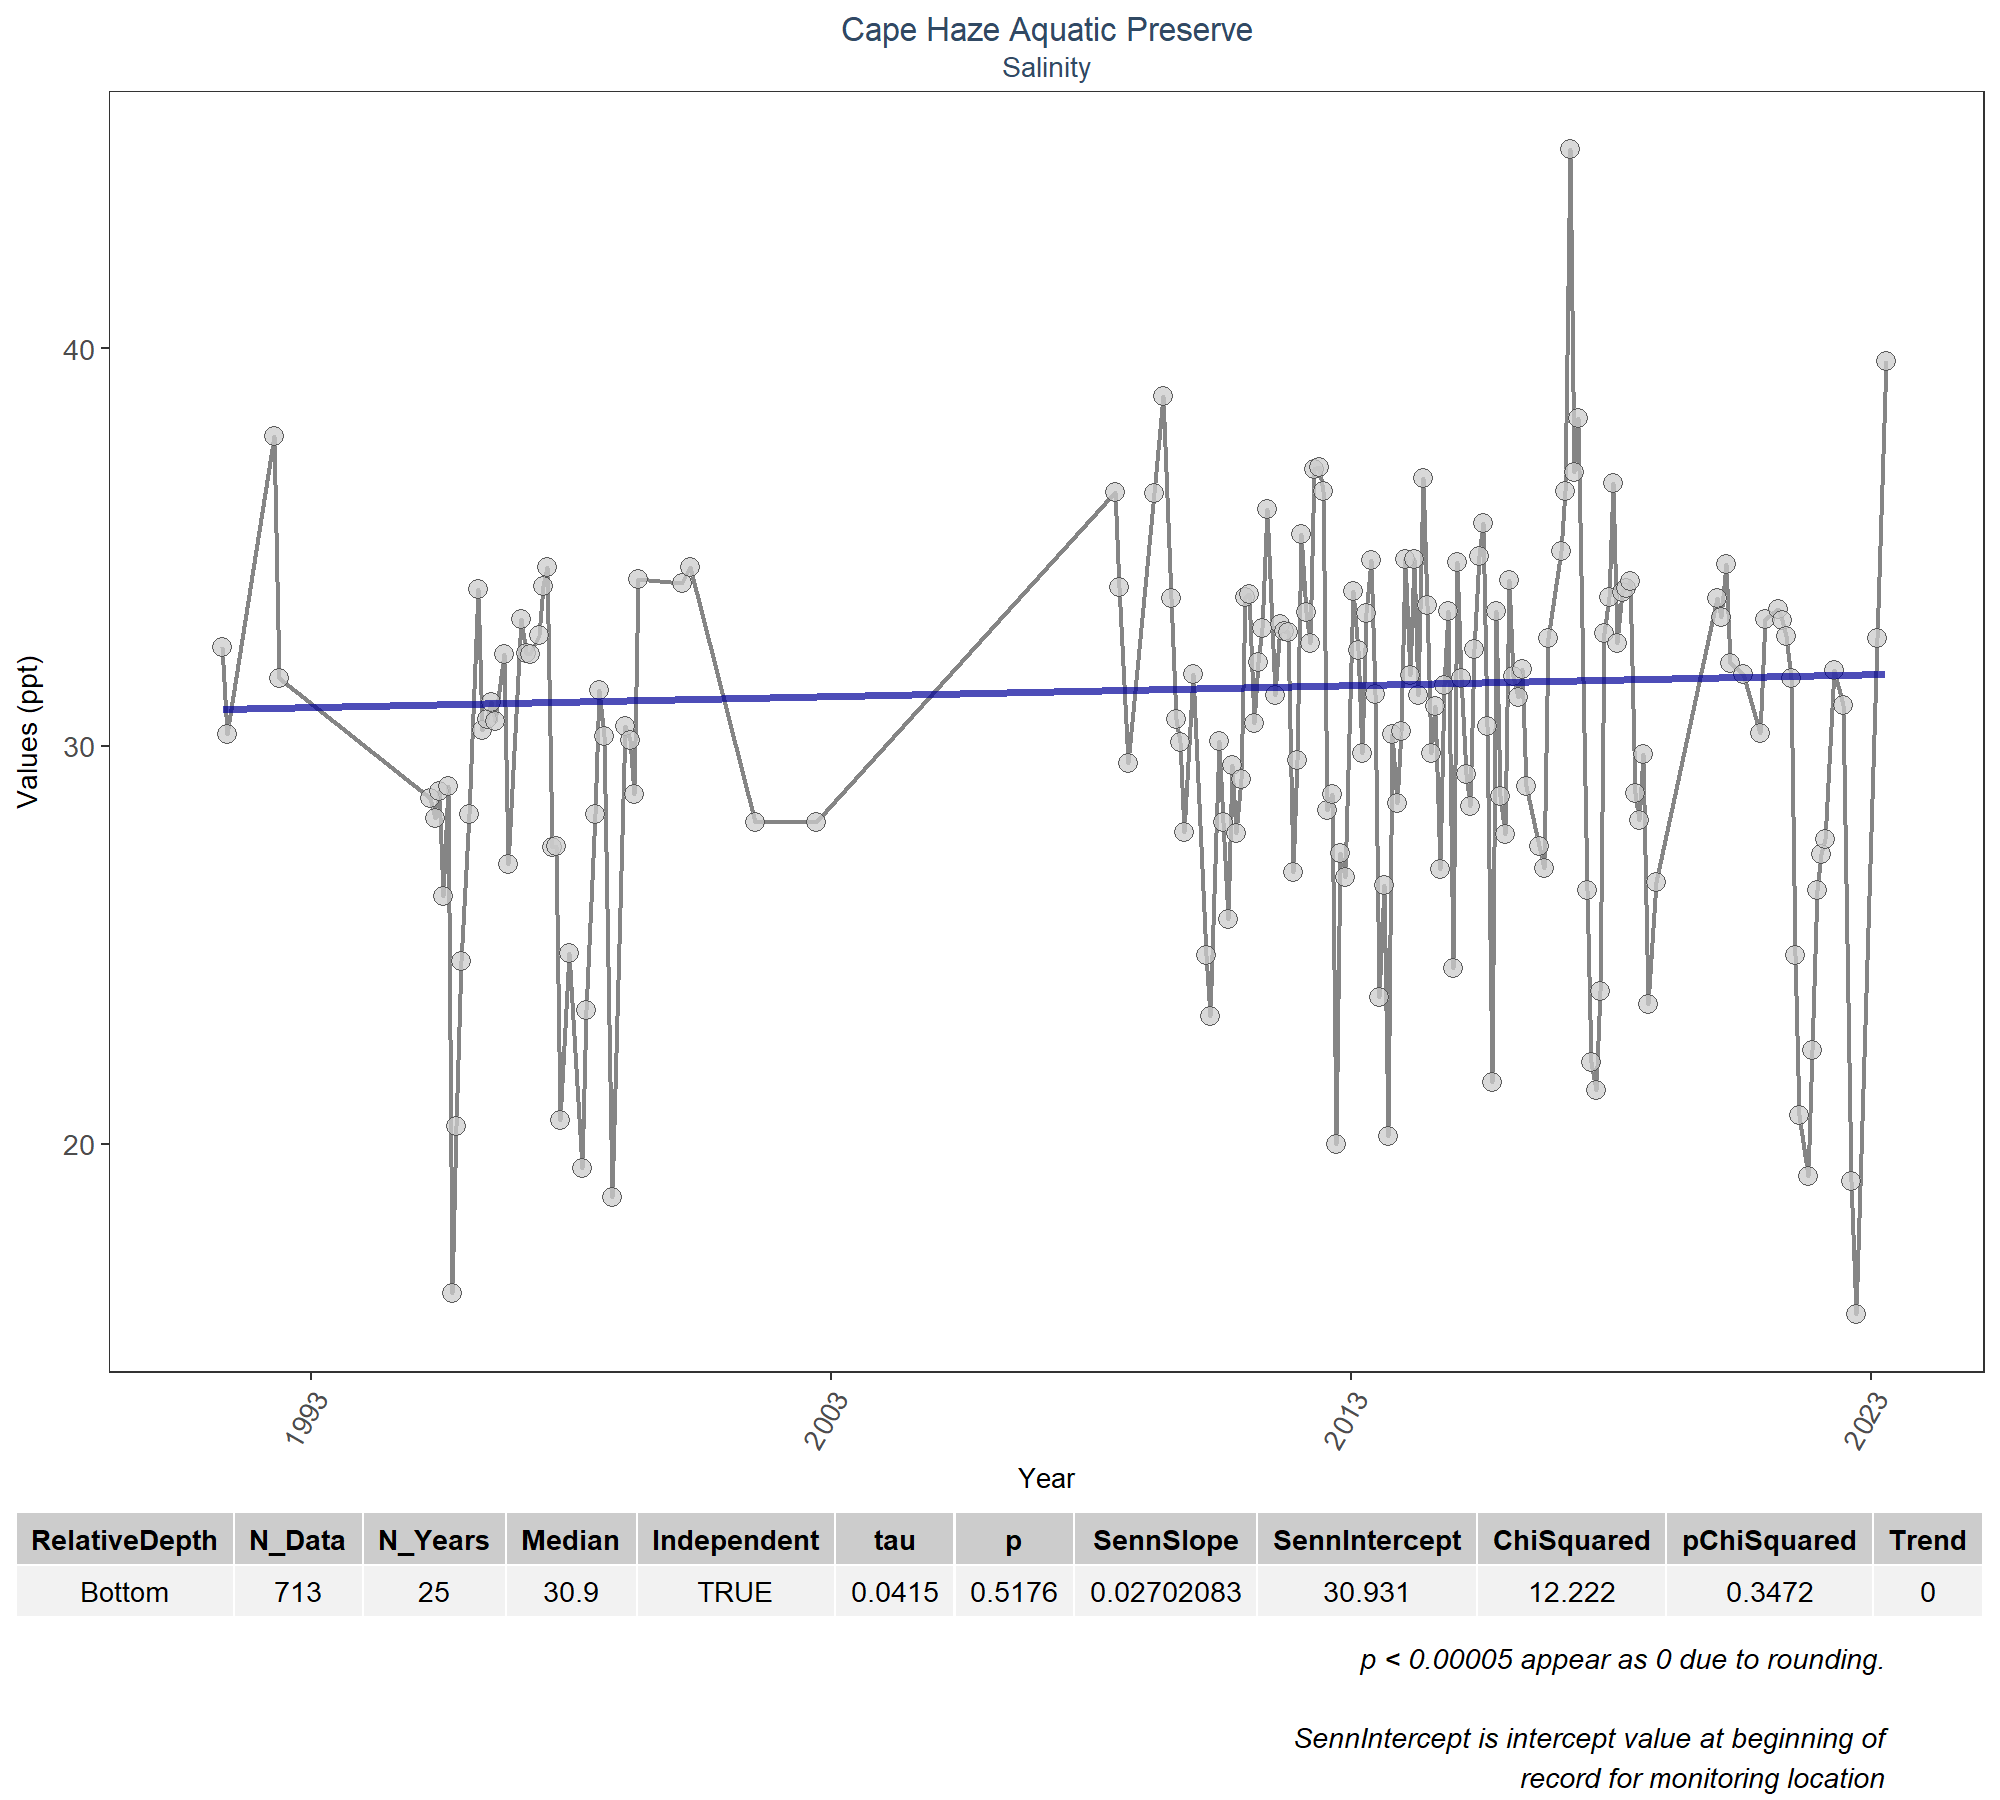 Cape Haze Aquatic Preserve
Salinity
Values (ppt)
40
30
20
1993
2003
2013
2023
Year
RelativeDepth N_Data N_Years Median Independent tau p SennSlope SennIntercept ChiSquared pChiSquared Trend
Bottom 713 25 30.9 TRUE 0.0415 0.5176 0.02702083 30.931 12.222 0.3472 0
p < 0.00005 appear as 0 due to rounding.
SennIntercept is intercept value at beginning of
record for monitoring location